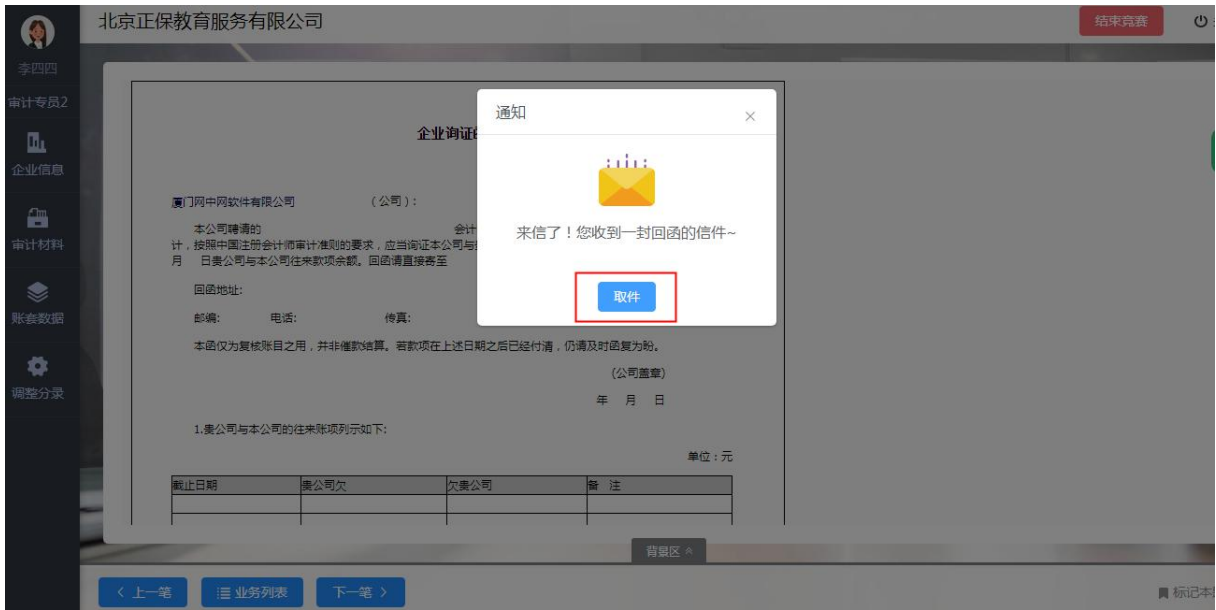 北京正保教育服务有限公司
结束竞赛
李四四
审计专员2
企业信息
审计材料
账套数据
调整分录
通知
来信了！您收到一封回函的信件~
取件
企业询证
厦门网中网软件有限公司 （公司）：
本公司聘请的 会计
计，按照中国注册会计师审计准则的要求，应当询证本公司与
月 日贵公司与本公司往来款项余额。回函请直接寄至
回函地址:
邮编: 电话: 传真:
本函仅为复核账目之用，并非催款结算。若款项在上述日期之后已经付清，仍请及时函复为盼。
(公司盖章)
年 月 日
1.贵公司与本公司的往来账项列示如下:
单位：元
截止日期 贵公司欠 欠贵公司 备 注
背景区
上一笔 业务列表 下一笔
标记本